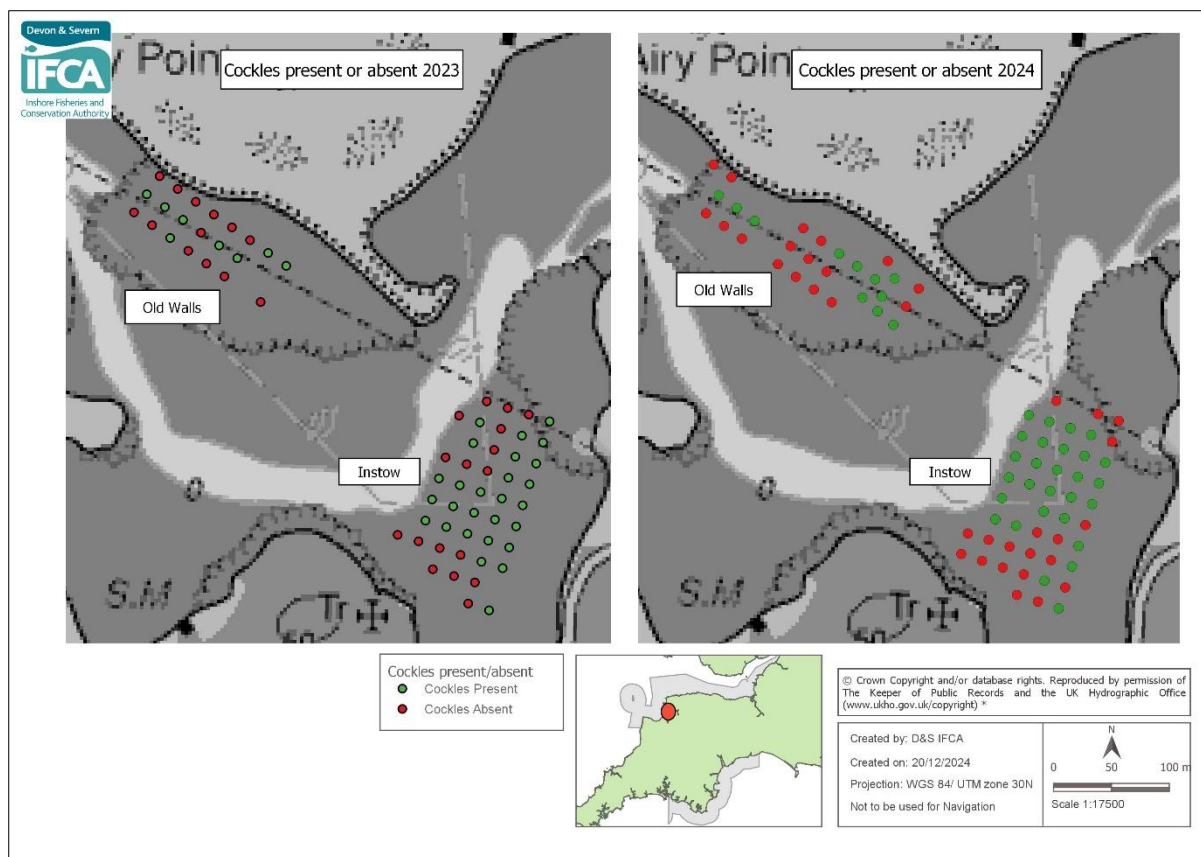 Devon & Severn
IFCA
Inshore Fisheries and
Conservation Authority
y Point
Cockles present or absent 2023
Old Walls
Instow
S.M
Tr
Airy Poin
Cockles present or absent 2024
Old Walls
Instow
S.M
Tr
Cockles present/absent
Cockles Present
Cockles Absent
© Crown Copyright and/or database rights. Reproduced by permission of
The Keeper of Public Records and the UK Hydrographic Office
(www.ukho.gov.uk/copyright) *
Created by: D&S IFCA
Created on: 20/12/2024
Projection: WGS 84/ UTM zone 30N
Not to be used for Navigation
N
0 50 100 m
Scale 1:17500